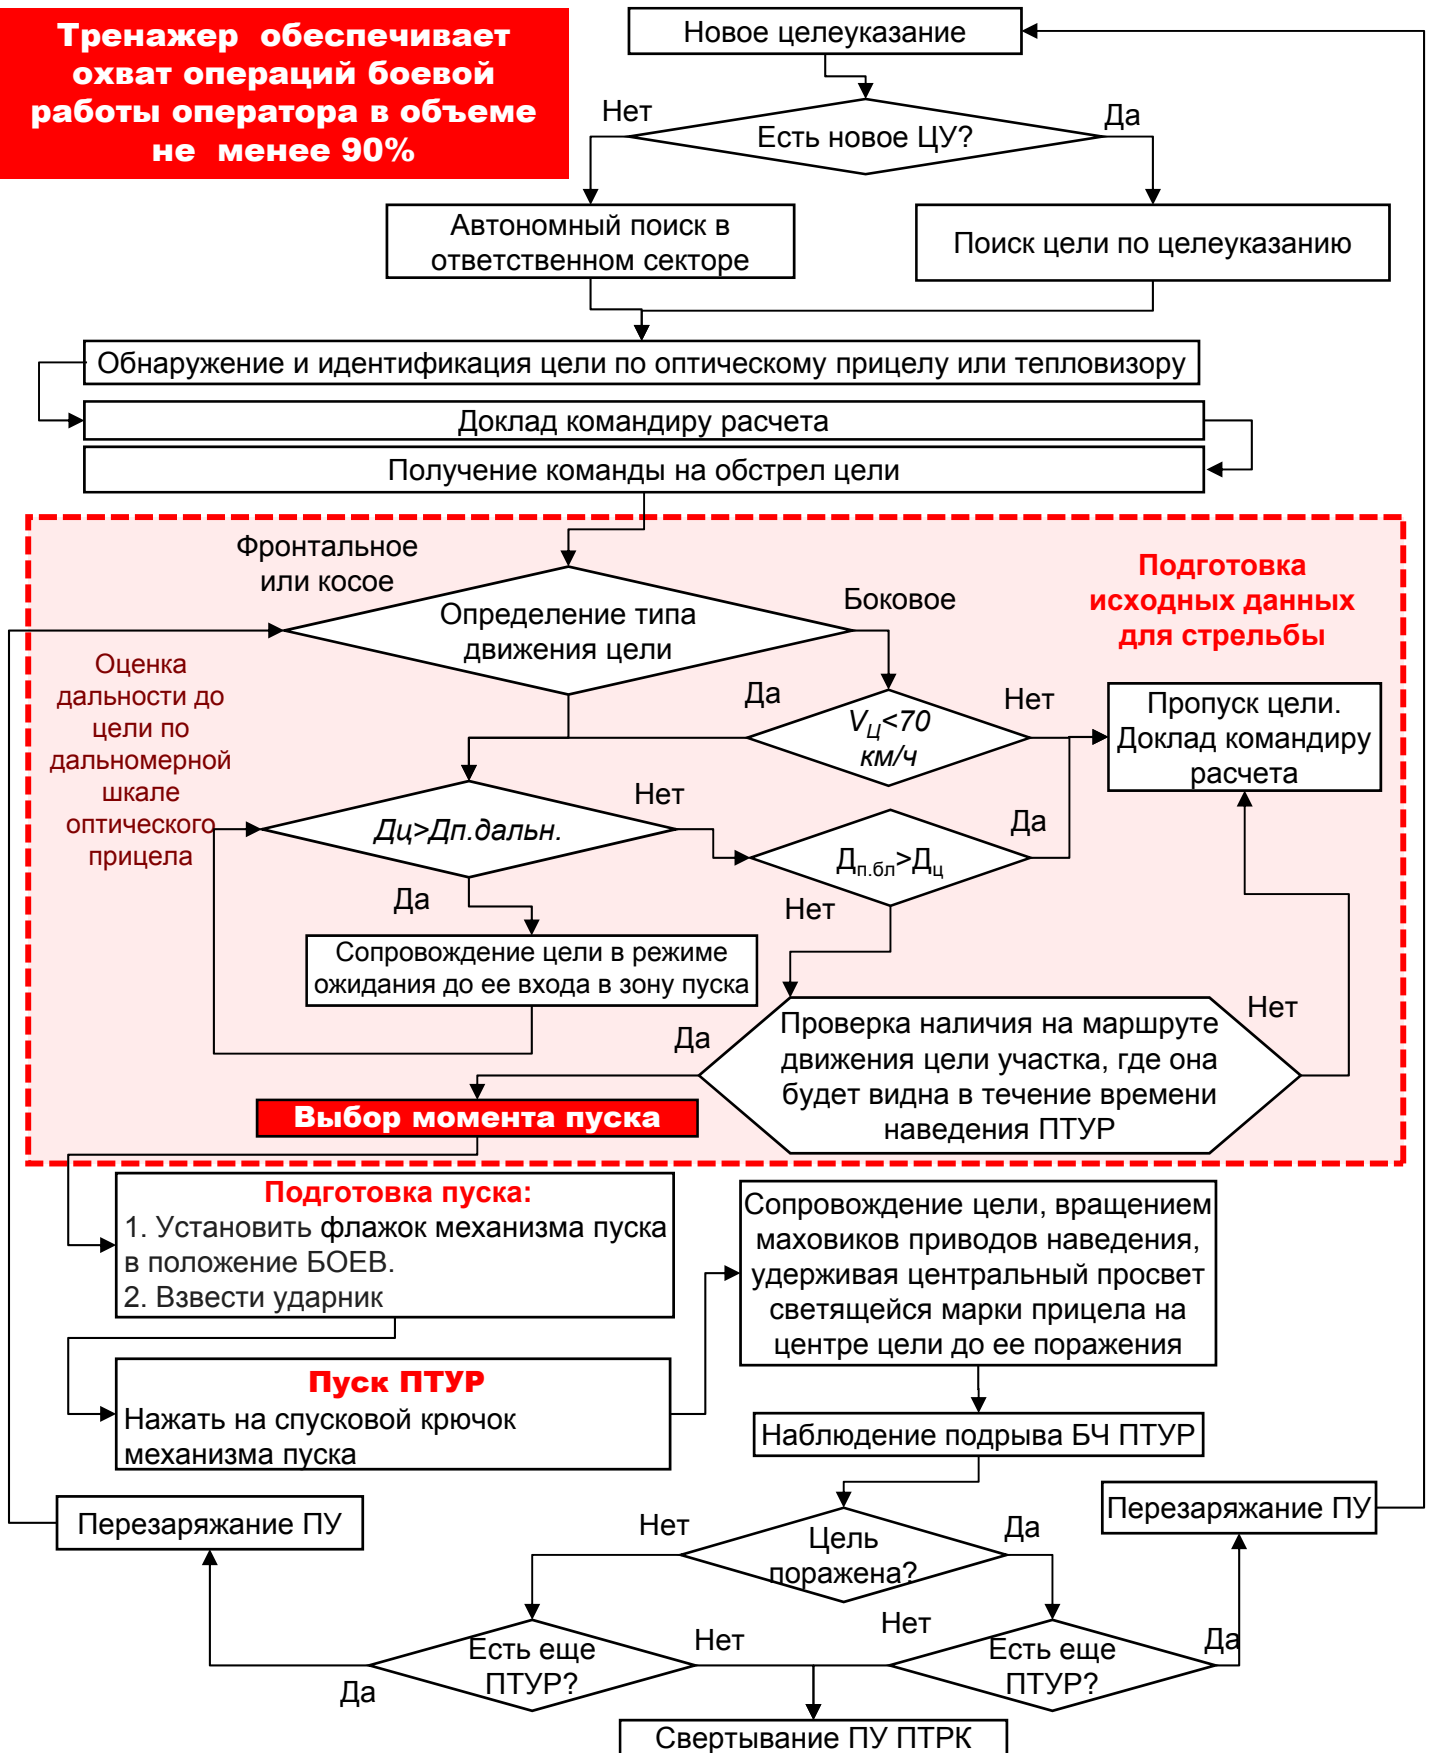 Тренажер обеспечивает
охват операций боевой
работы оператора в объеме
не менее 90%
Новое целеуказание
Нет
Да
Есть новое ЦУ?
Автономный поиск в
ответственном секторе
Поиск цели по целеуказанию
Обнаружение и идентификация цели по оптическому прицелу или тепловизору
Доклад командиру расчета
Получение команды на обстрел цели
Фронтальное
или косое
Определение типа
движения цели
Боковое
Подготовка
исходных данных
для стрельбы
Оценка
дальности до
цели по
дальномерной
шкале
оптического
прицела
Да
Vц<70
км/ч
Нет
Пропуск цели.
Доклад командиру
расчета
Дц>Дп.дальн.
Нет
Дп.бл>Дц
Да
Да
Нет
Сопровождение цели в режиме
ожидания до ее входа в зону пуска
Да
Проверка наличия на маршруте
движения цели участка, где она
будет видна в течение времени
наведения ПТУР
Нет
Выбор момента пуска
Подготовка пуска:
1. Установить флажок механизма пуска
в положение БОЕВ.
2. Взвести ударник
Сопровождение цели, вращением
маховиков приводов наведения,
удерживая центральный просвет
светящейся марки прицела на
центре цели до ее поражения
Пуск ПТУР
Нажать на спусковой крючок
механизма пуска
Наблюдение подрыва БЧ ПТУР
Перезаряжание ПУ
Нет
Цель
поражена?
Да
Перезаряжание ПУ
Есть еще
ПТУР?
Да
Нет
Нет
Есть еще
ПТУР?
Да
Свертывание ПУ ПТРК